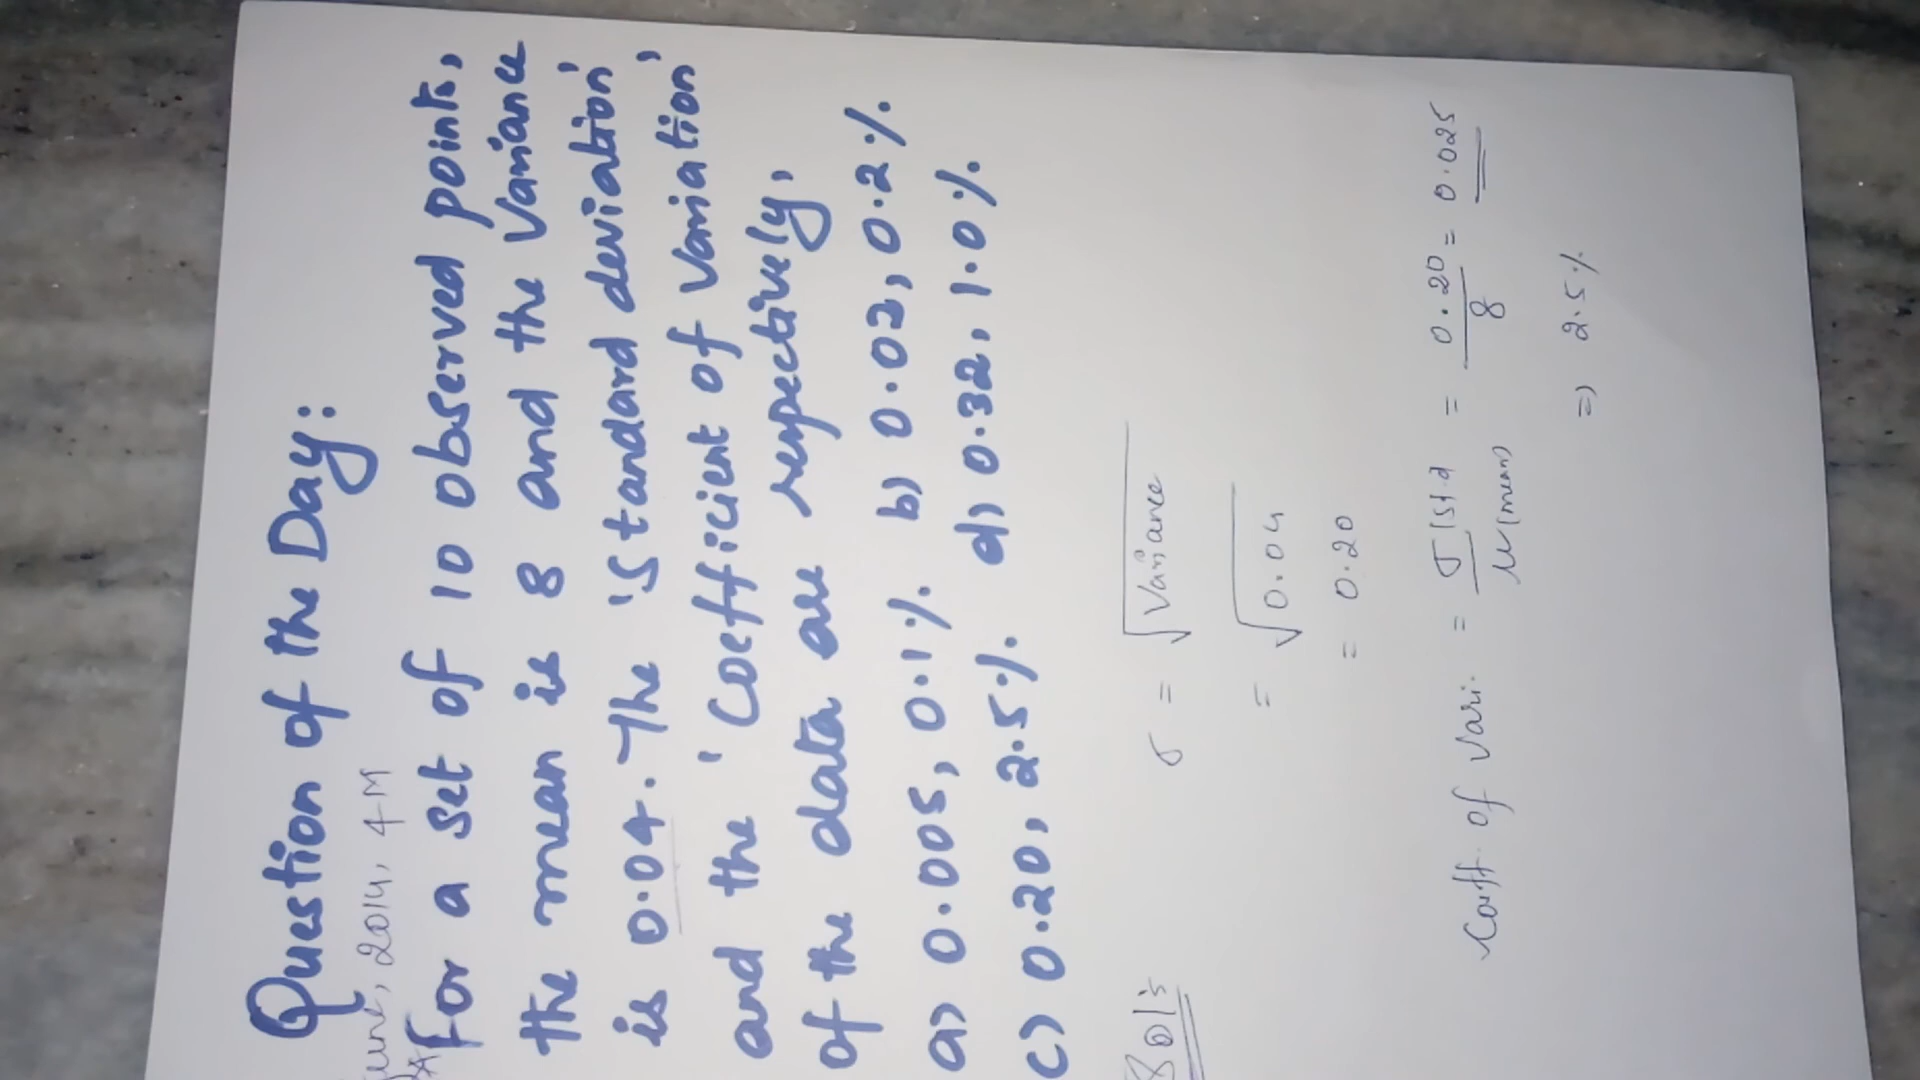 Question of the Day:
June, 2014, 4M
For a set of 10 observed points,
the mean is 8 and the Variance
is 0.04. The 'Standard deviation'
and the 'Coefficient of Variation'
of the data are respectively,
a) 0.005, 0.1% b) 0.02, 0.2%
c) 0.20, 2.5% d) 0.32, 1.0%
Sol:
σ = √Variance
= √0.04
= 0.20
Coeff. of Vari. = σ(st.d / μ(mean) = 0.20 / 8 = 0.025
=) 2.5%